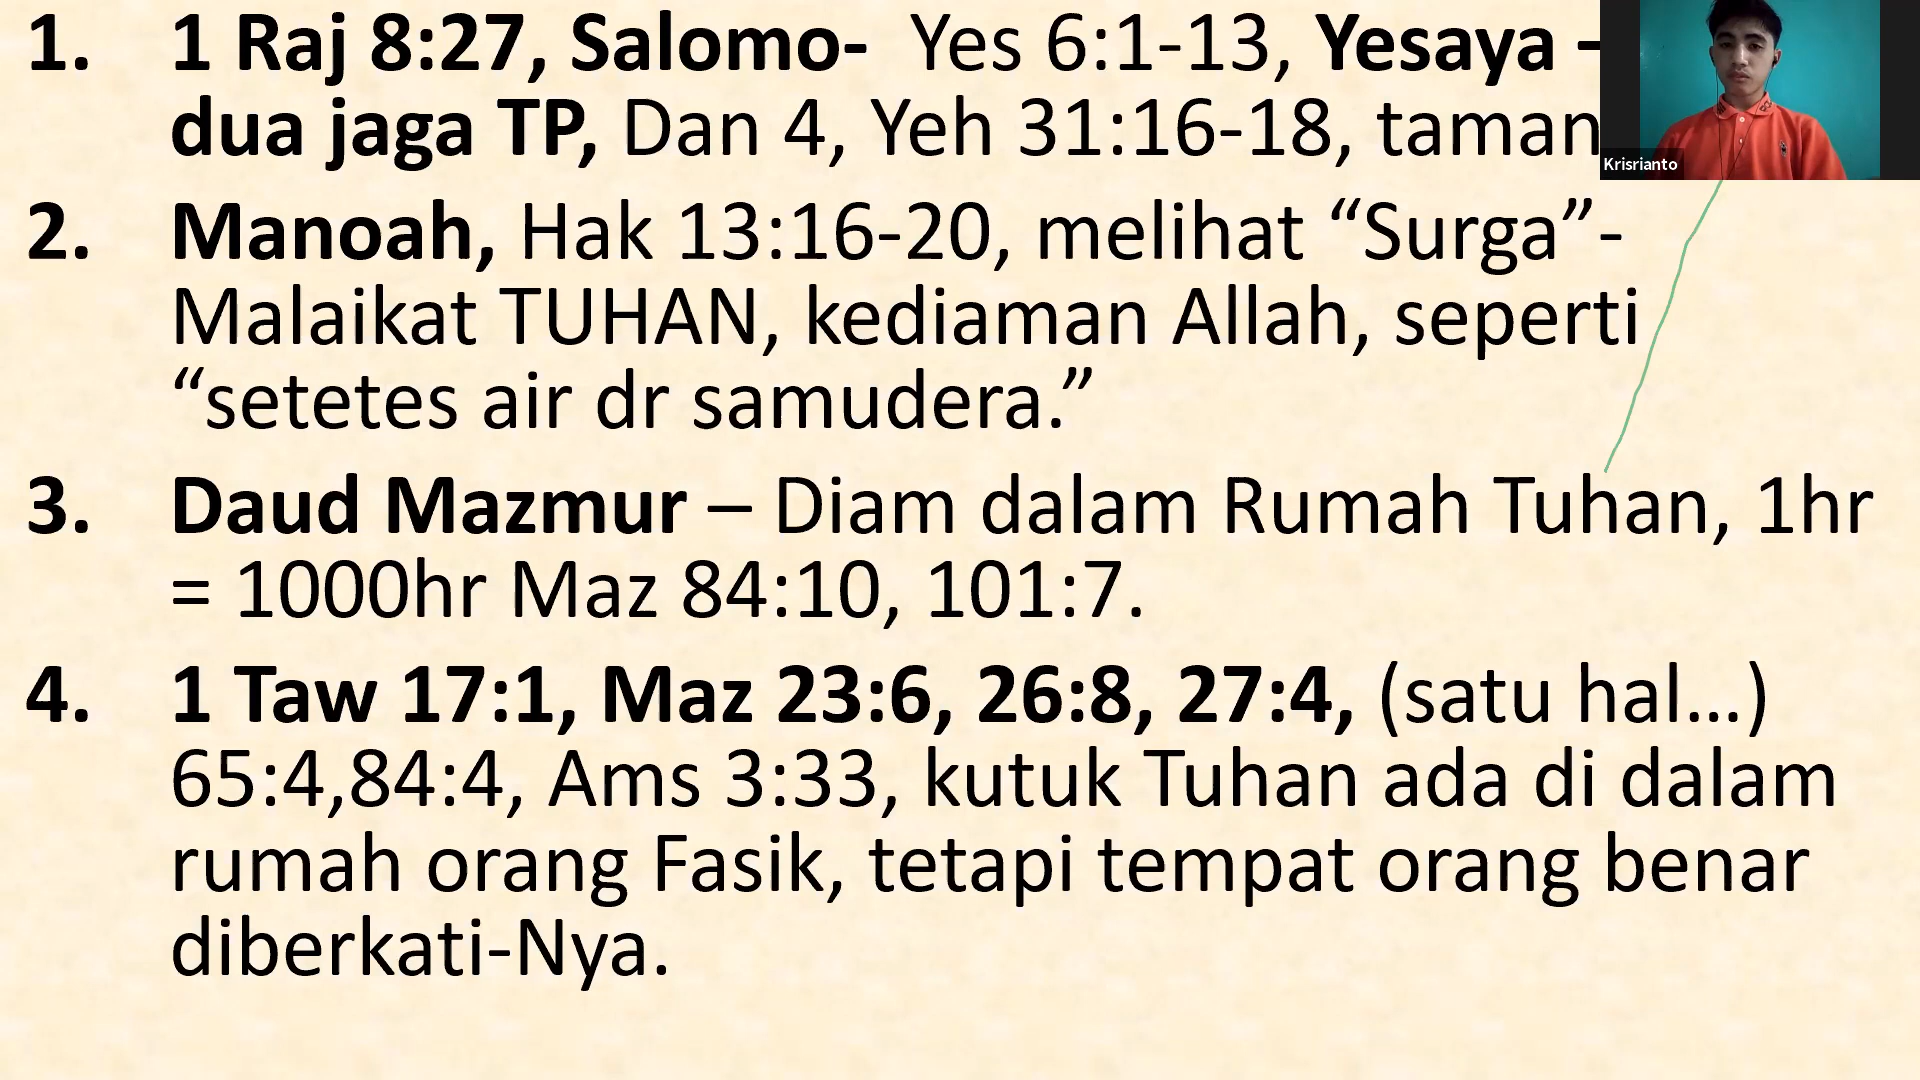 1. 1 Raj 8:27, Salomo- Yes 6:1-13, Yesaya –
dua jaga TP, Dan 4, Yeh 31:16-18, taman
Krisrianto
2. Manoah, Hak 13:16-20, melihat “Surga”-
Malaikat TUHAN, kediaman Allah, seperti
“setetes air dr samudera.”
3. Daud Mazmur – Diam dalam Rumah Tuhan, 1hr
= 1000hr Maz 84:10, 101:7.
4. 1 Taw 17:1, Maz 23:6, 26:8, 27:4, (satu hal…)
65:4,84:4, Ams 3:33, kutuk Tuhan ada di dalam
rumah orang Fasik, tetapi tempat orang benar
diberkati-Nya.